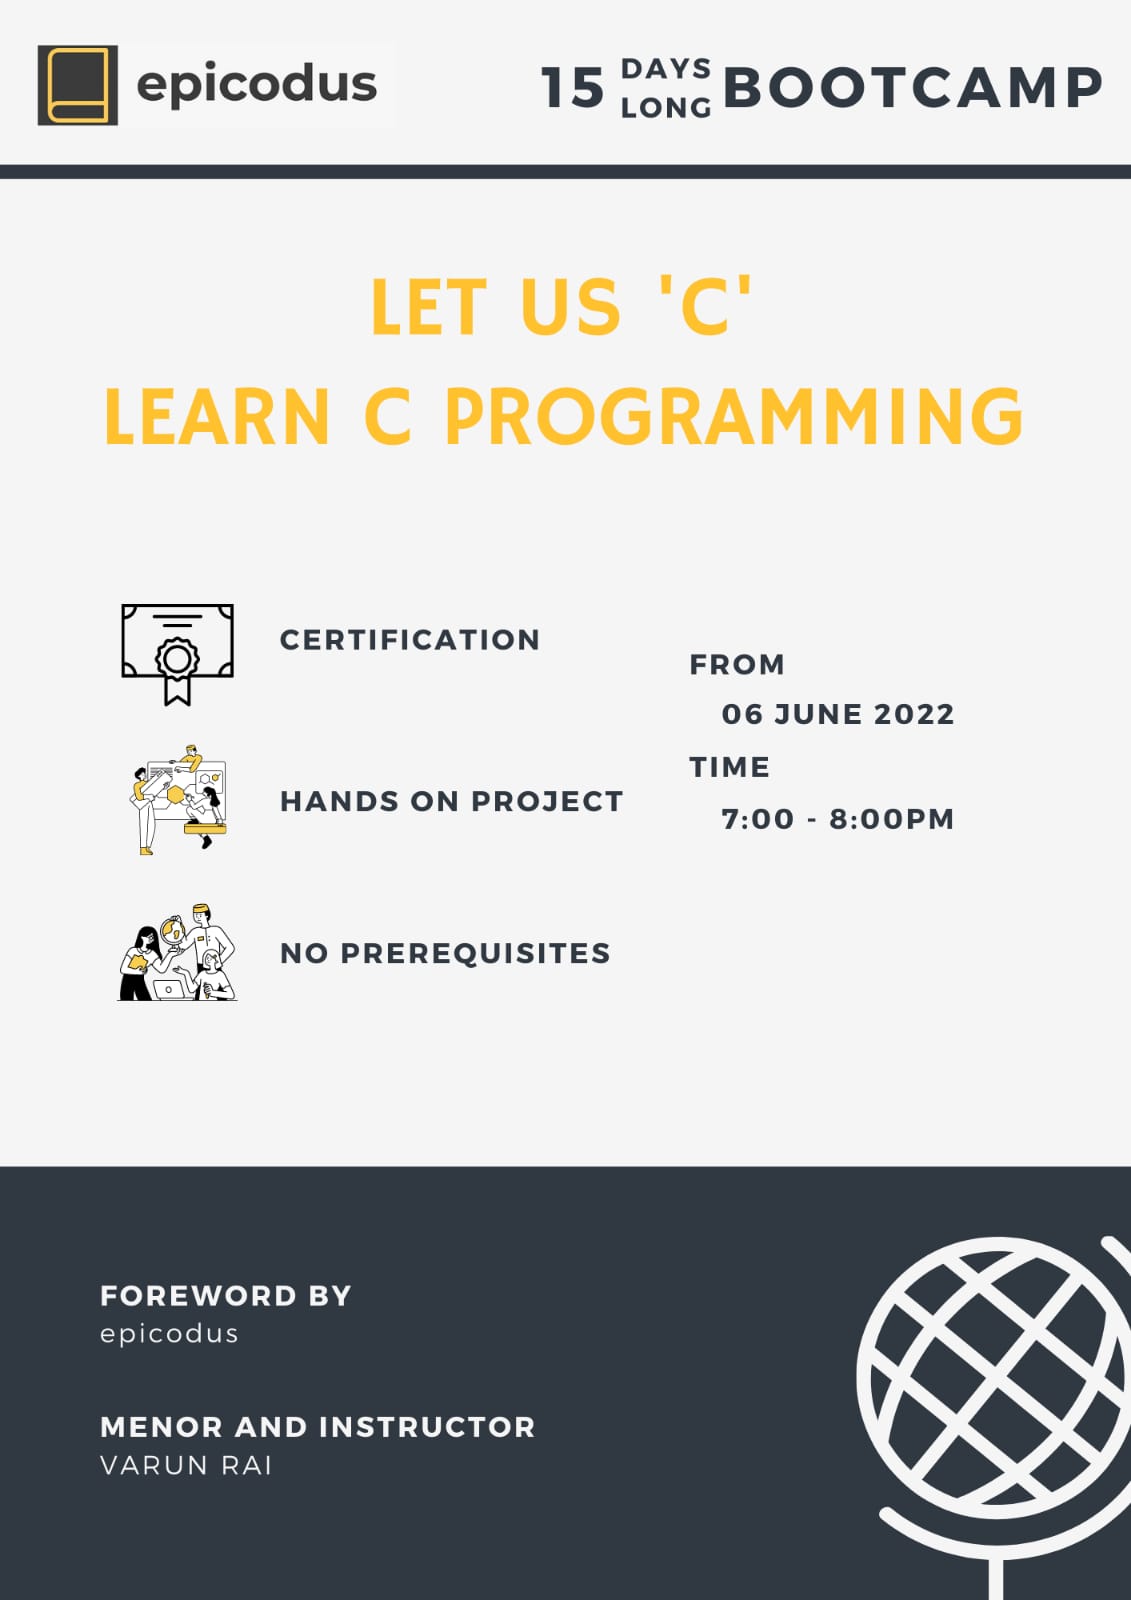 epicodus
15 DAYS LONG BOOTCAMP
LET US 'C'
LEARN C PROGRAMMING
CERTIFICATION
HANDS ON PROJECT
NO PREREQUISITES
FROM
06 JUNE 2022
TIME
7:00 - 8:00PM
FOREWORD BY
epicodus
MENOR AND INSTRUCTOR
VARUN RAI